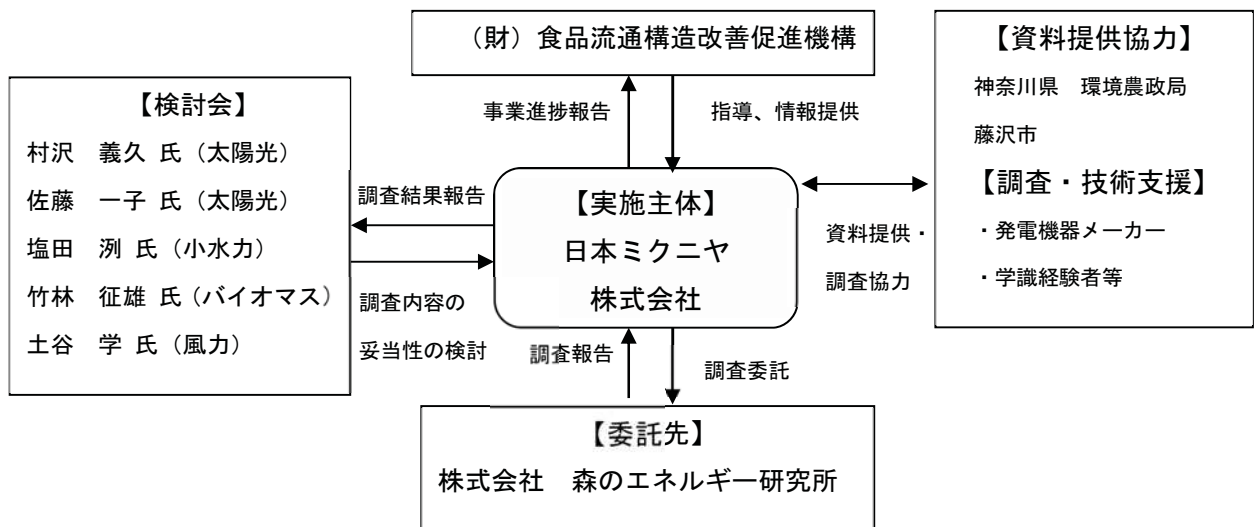 （財）食品流通構造改善促進機構
事業進捗報告
指導、情報提供
【検討会】
村沢　義久 氏（太陽光）
佐藤　一子 氏（太陽光）
塩田　洌 氏（小水力）
竹林　征雄 氏（バイオマス）
土谷　学 氏（風力）
調査結果報告
調査内容の
妥当性の検討
【実施主体】
日本ミクニヤ
株式会社
資料提供・
調査協力
【資料提供協力】
神奈川県　環境農政局
藤沢市
【調査・技術支援】
・発電機器メーカー
・学識経験者等
調査報告
調査委託
【委託先】
株式会社　森のエネルギー研究所